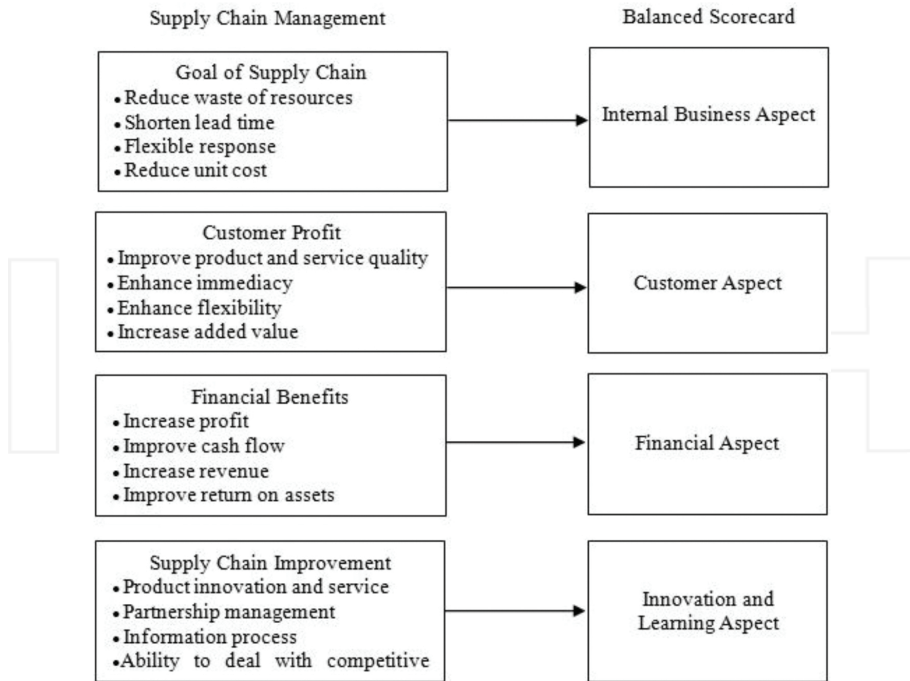 Supply Chain Management
Balanced Scorecard
Goal of Supply Chain
• Reduce waste of resources
• Shorten lead time
• Flexible response
• Reduce unit cost
Internal Business Aspect
Customer Profit
• Improve product and service quality
• Enhance immediacy
• Enhance flexibility
• Increase added value
Customer Aspect
Financial Benefits
• Increase profit
• Improve cash flow
• Increase revenue
• Improve return on assets
Financial Aspect
Supply Chain Improvement
• Product innovation and service
• Partnership management
• Information process
• Ability to deal with competitive
Innovation and
Learning Aspect